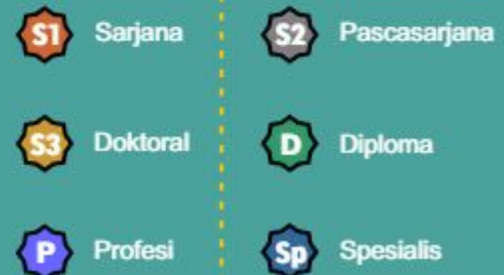 S1 Sarjana
S2 Pascasarjana
S3 Doktoral
D Diploma
P Profesi
Sp Spesialis